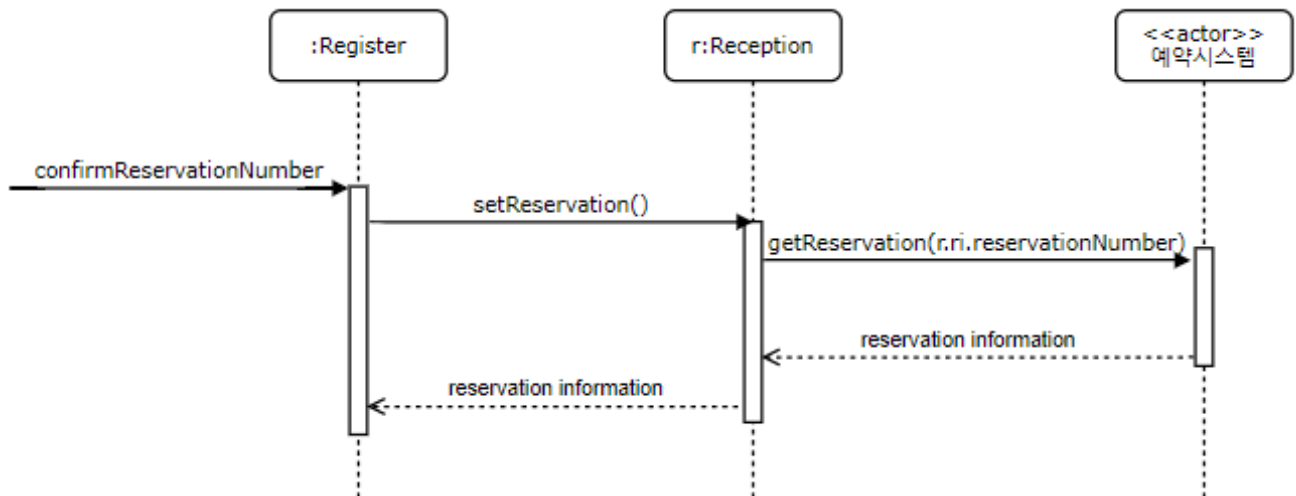 :Register
r:Reception
<<actor>>
예약시스템
confirmReservationNumber
setReservation()
getReservation(r.ri.reservationNumber)
reservation information
reservation information